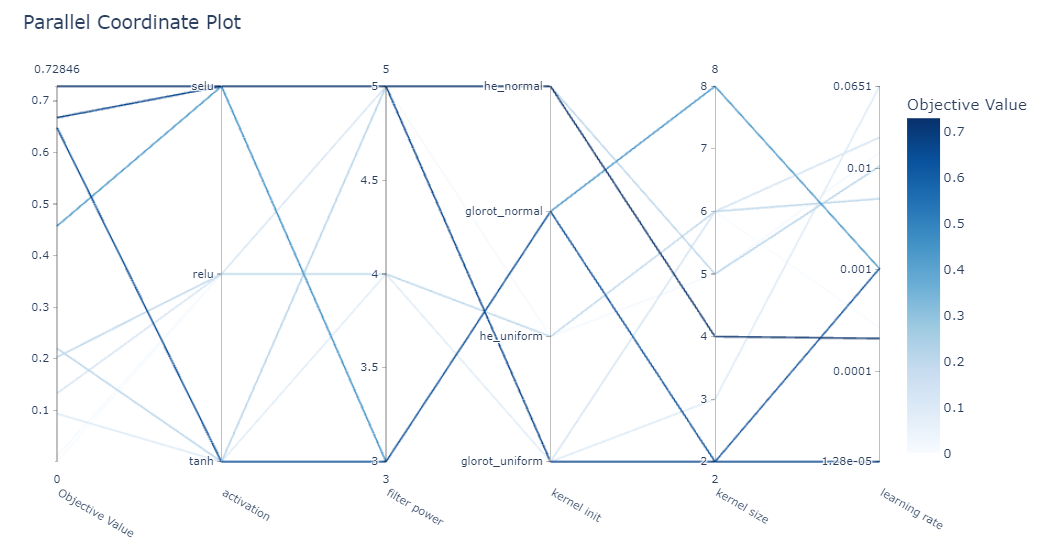 Parallel Coordinate Plot
0.72846
0.7
0.6
0.5
0.4
0.3
0.2
0.1
0
Objective Value
selu
relu
tanh
activation
5
5
4.5
4
3.5
3
3
filter power
he_normal
glorot_normal
he_uniform
glorot_uniform
kernel init
8
8
7
6
5
4
3
2
2
kernel size
0.0651
0.01
0.001
0.0001
1.28e-05
learning rate
Objective Value
0.7
0.6
0.5
0.4
0.3
0.2
0.1
0